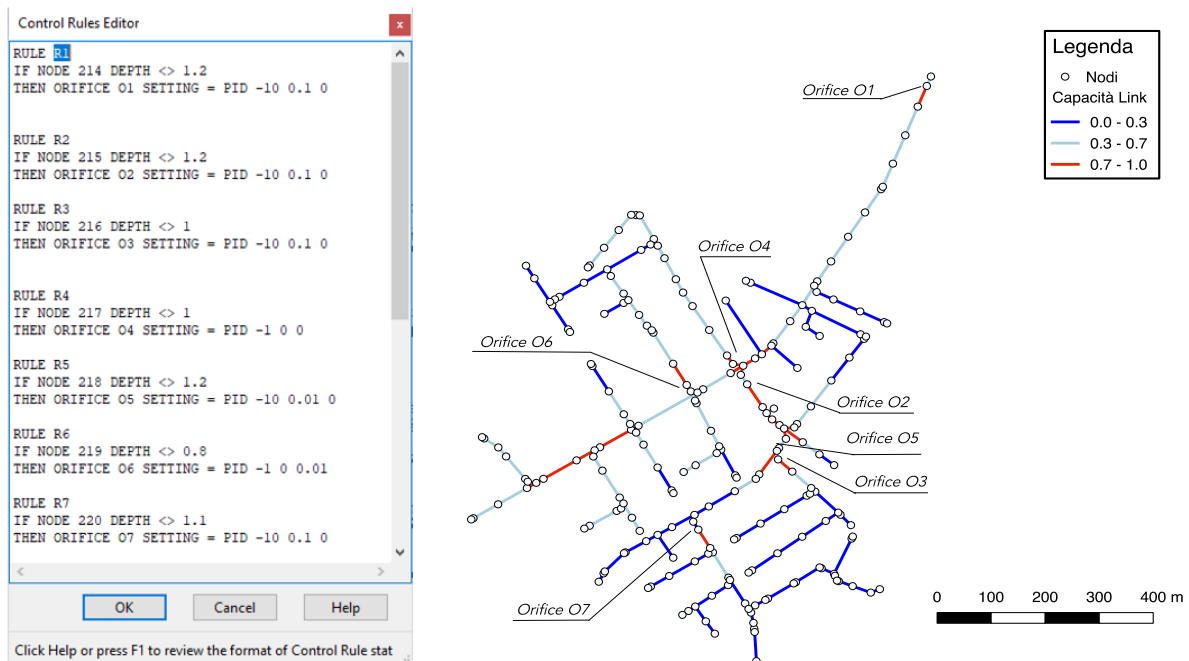 Control Rules Editor
x
RULE R1
IF NODE 214 DEPTH <> 1.2
THEN ORIFICE O1 SETTING = PID -10 0.1 0
RULE R2
IF NODE 215 DEPTH <> 1.2
THEN ORIFICE O2 SETTING = PID -10 0.1 0
RULE R3
IF NODE 216 DEPTH <> 1
THEN ORIFICE O3 SETTING = PID -10 0.1 0
RULE R4
IF NODE 217 DEPTH <> 1
THEN ORIFICE O4 SETTING = PID -1 0 0
RULE R5
IF NODE 218 DEPTH <> 1.2
THEN ORIFICE O5 SETTING = PID -10 0.01 0
RULE R6
IF NODE 219 DEPTH <> 0.8
THEN ORIFICE O6 SETTING = PID -1 0 0.01
RULE R7
IF NODE 220 DEPTH <> 1.1
THEN ORIFICE O7 SETTING = PID -10 0.1 0
OK
Cancel
Help
Click Help or press F1 to review the format of Control Rule stat
Legenda
Nodi
Capacità Link
0.0 - 0.3
0.3 - 0.7
0.7 - 1.0
Orifice O1
Orifice O4
Orifice O6
Orifice O2
Orifice O5
Orifice O3
Orifice O7
0 100 200 300 400 m